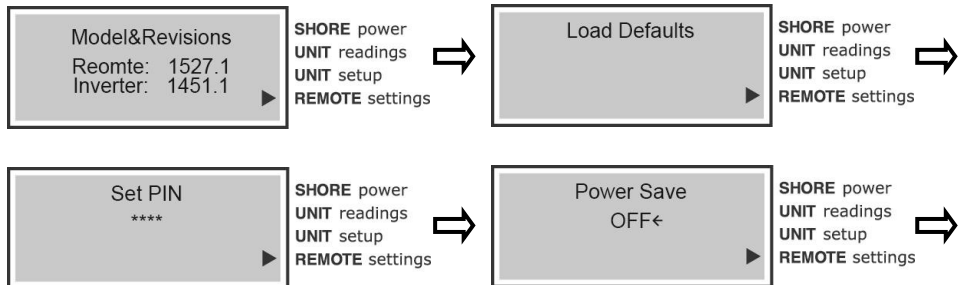 Model&Revisions
Reomte: 1527.1
Inverter: 1451.1
SHORE power
UNIT readings
UNIT setup
REMOTE settings
Load Defaults
SHORE power
UNIT readings
UNIT setup
REMOTE settings
Set PIN
****
SHORE power
UNIT readings
UNIT setup
REMOTE settings
Power Save
OFF←
SHORE power
UNIT readings
UNIT setup
REMOTE settings